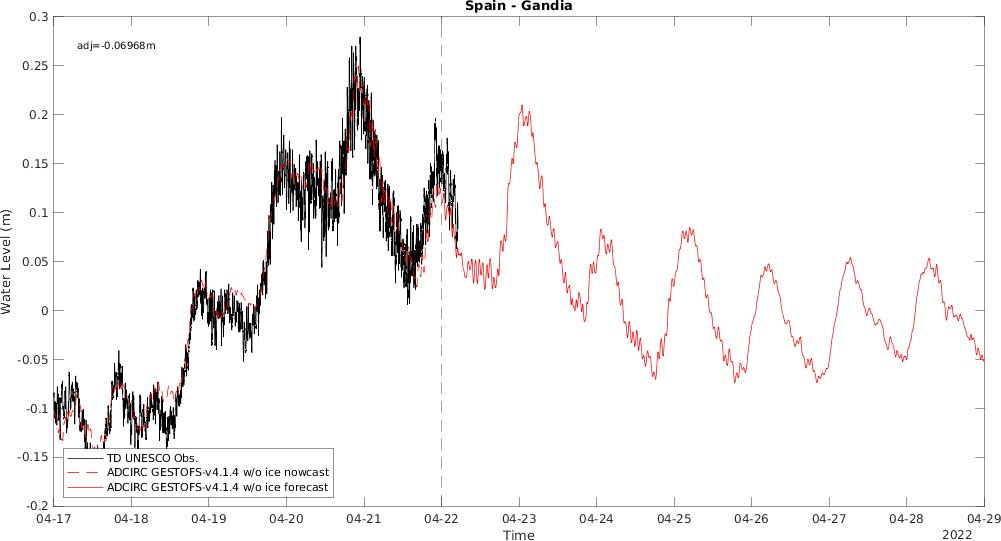 Spain - Gandia
adj=-0.06968m
0.3
0.25
0.2
0.15
0.1
0.05
0
-0.05
-0.1
-0.15
-0.2
Water Level (m)
TD UNESCO Obs.
ADCIRC GESTOFS-v4.1.4 w/o ice nowcast
ADCIRC GESTOFS-v4.1.4 w/o ice forecast
04-17 04-18 04-19 04-20 04-21 04-22 04-23 04-24 04-25 04-26 04-27 04-28 04-29
Time
2022